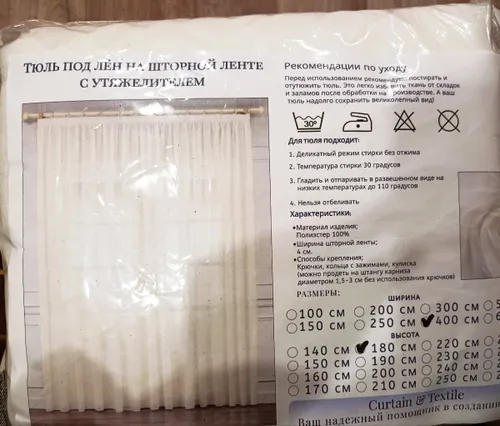 Тюль под лён на шторной ленте
с утяжелителем
Рекомендации по уходу
Перед использованием рекомендуем постирать и
отутюжить тюль. Это легко избавить ткань от складок
и заломов после обработки на производстве. А ваш
тюль надолго сохранить великолепный вид)
30°
Для тюля подходит:
1. Деликатный режим стирки без отжима
2. Температура стирки 30 градусов
3. Гладить и отпаривать в развешенном виде на
низких температурах до 110 градусов
4. Нельзя отбеливать
Характеристики:
•Материал изделия;
Полиэстер 100%
•Ширина шторной ленты;
4 см.
•Способы крепления;
Крючки, кольца с зажимами, кулиска
(можно продеть на штангу карниза
диаметром 1,5-3 см без использования крючков)
РАЗМЕРЫ:
ШИРИНА
100 см 200 см 300 см
150 см 250 см 400 см
ВЫСОТА
140 см 180 см 220 см
150 см 190 см 230 см
160 см 200 см 240 см
170 см 210 см 250 см
Curtain & Textile
Ваш надежный помощник в создании